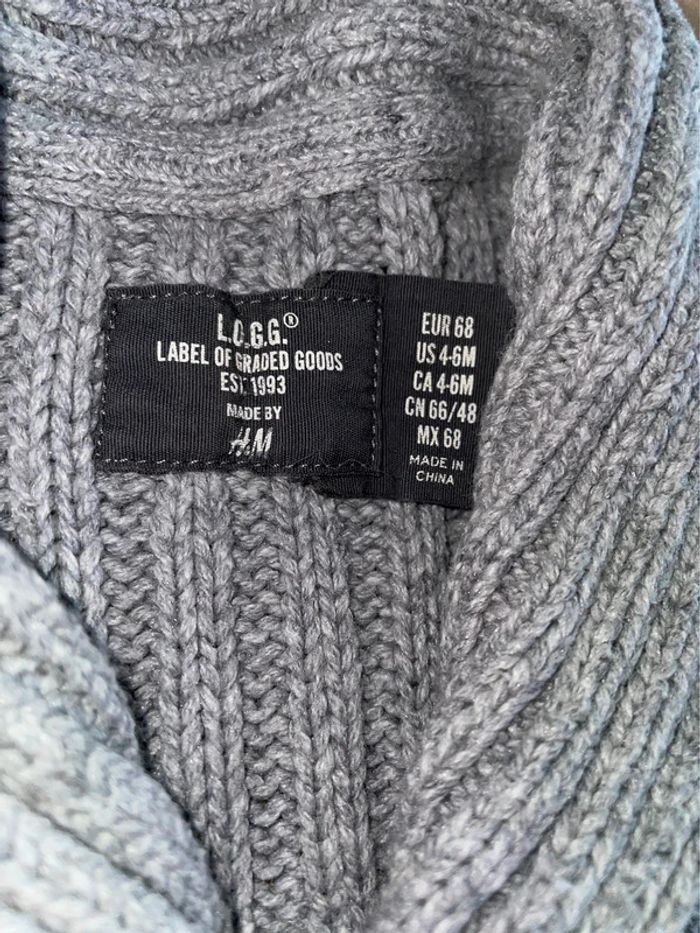 L.O.G.G.®
LABEL OF GRADED GOODS
EST 1993
MADE BY
H&M
EUR 68
US 4-6M
CA 4-6M
CN 66/48
MX 68
MADE IN
CHINA